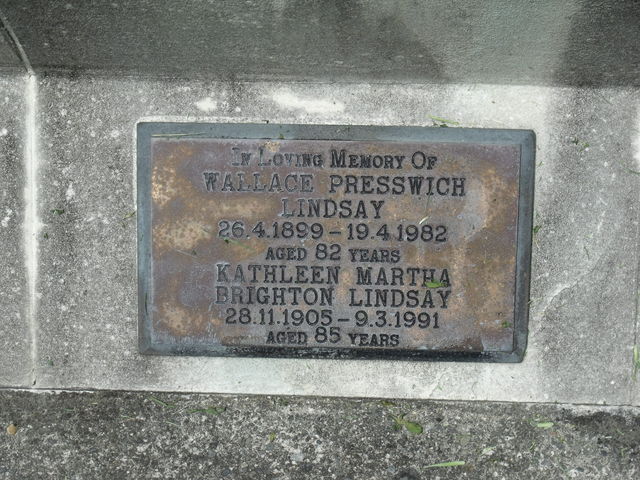 In Loving Memory Of
WALLACE PRESSWICH
LINDSAY
26.4.1899 - 19.4.1982
AGED 82 YEARS
KATHLEEN MARTHA
BRIGHTON LINDSAY
28.11.1905 - 9.3.1991
AGED 85 YEARS